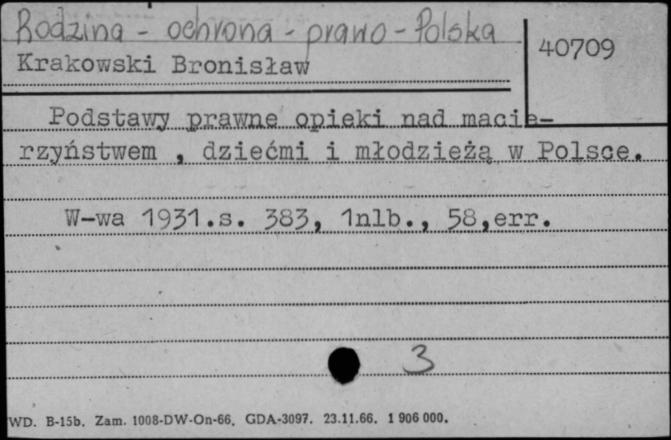 Rodzina - ochrona - prawo - Polska
40709
Krakowski Bronisław
Podstawy prawne opieki nad macie-
rzyństwem , dziećmi i młodzieżą w Polsce.
W-wa 1931.s. 383, 1nlb., 58,err.
3
WD. B-15b. Zam. 1008-DW-On-66. GDA-3097. 23.11.66. 1 906 000.